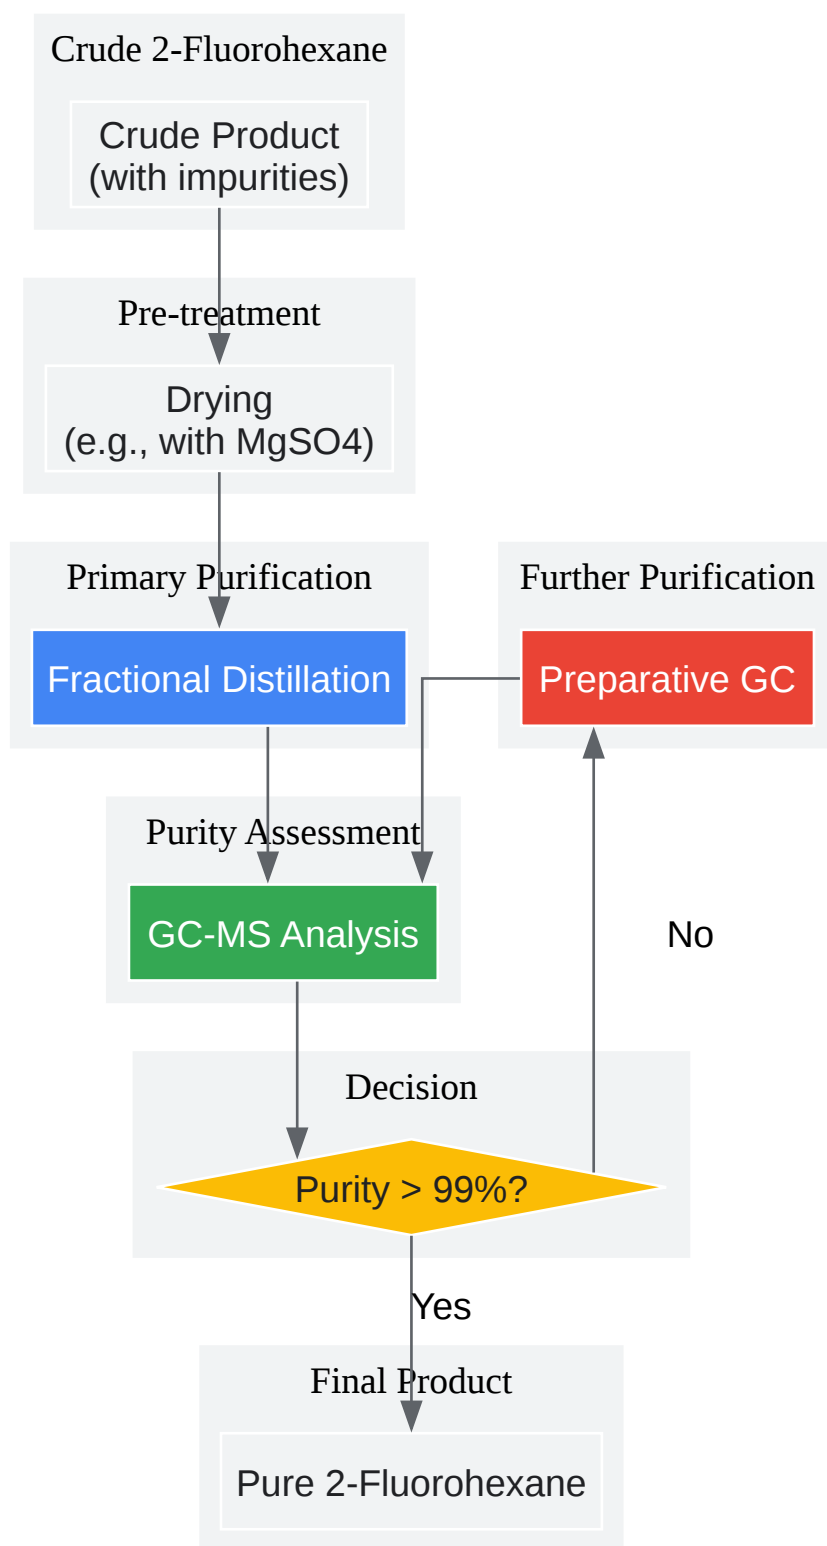 Crude 2-Fluorohexane
Crude Product
(with impurities)
Pre-treatment
Drying
(e.g., with MgSO4)
Primary Purification
Fractional Distillation
Further Purification
Preparative GC
Purity Assessment
GC-MS Analysis
No
Decision
Purity > 99%?
Yes
Final Product
Pure 2-Fluorohexane